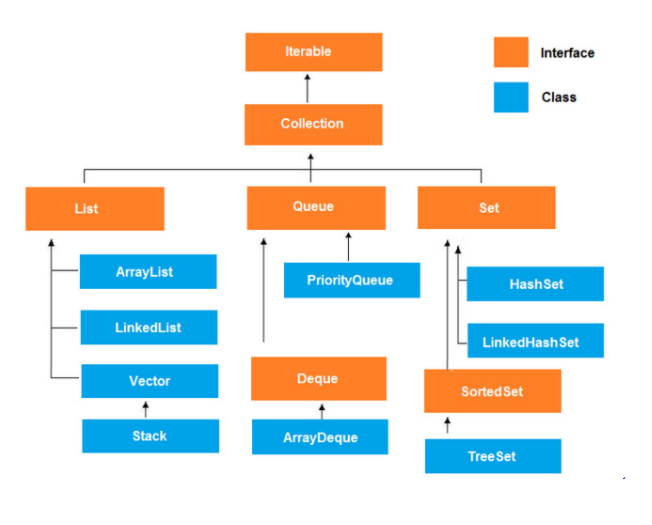 Iterable
Interface
Class
Collection
List
Queue
Set
ArrayList
PriorityQueue
HashSet
LinkedList
LinkedHashSet
Vector
Deque
SortedSet
Stack
ArrayDeque
TreeSet